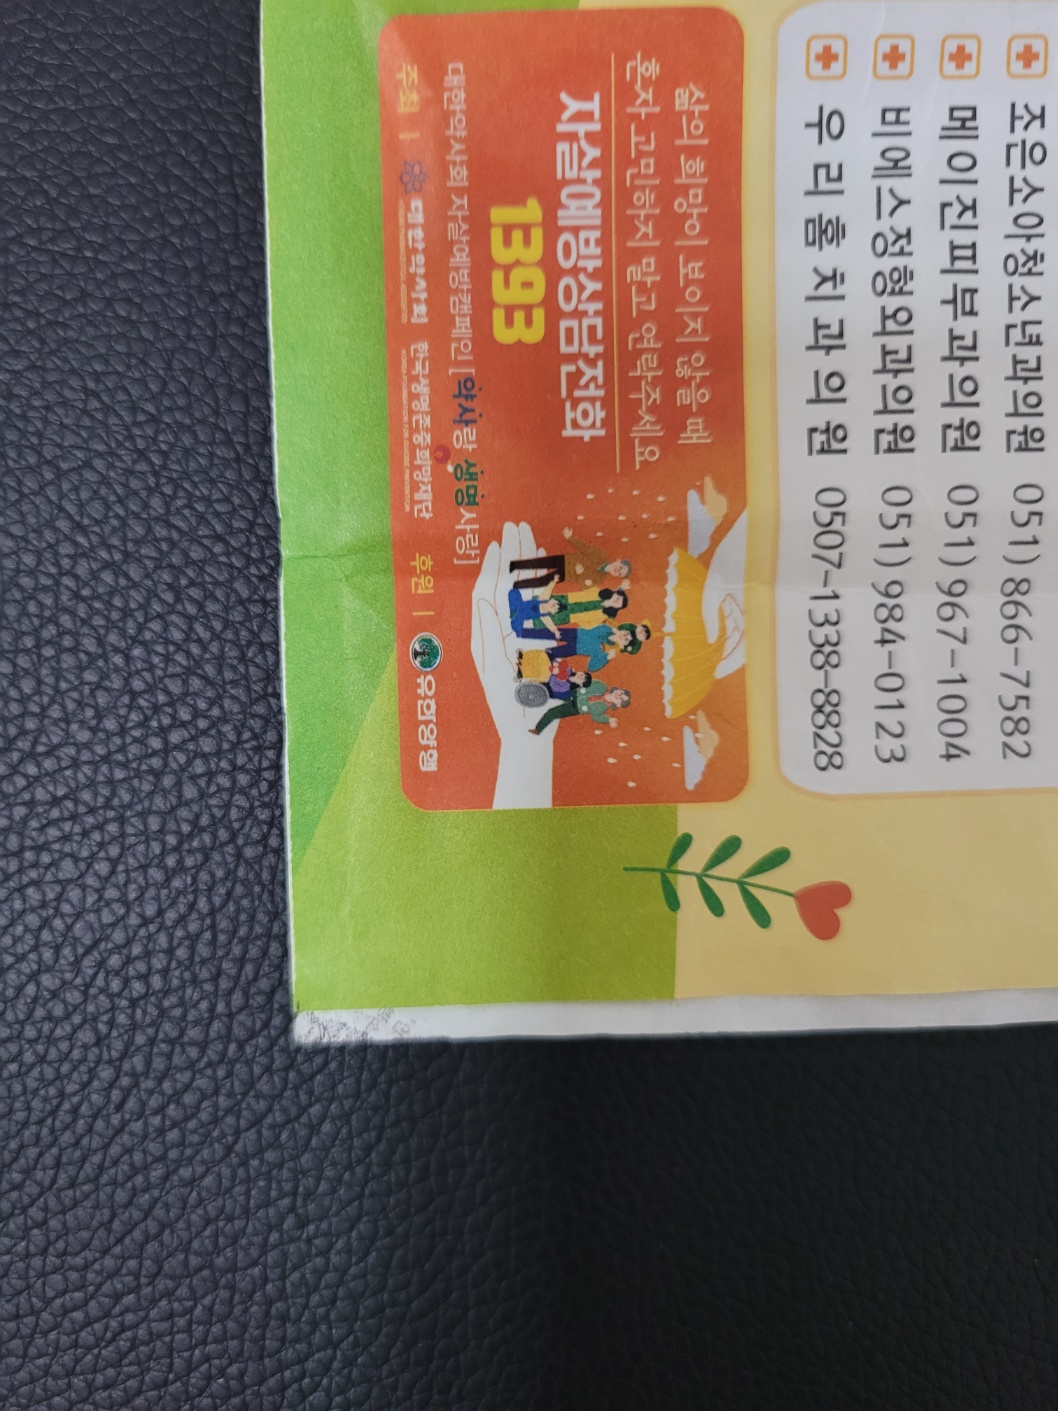 조은소아청소년과의원 051) 866-7582
메이진피부과의원 051) 967-1004
비에스정형외과의원 051) 984-0123
우리홈치과의원 0507-1338-8828
삶의 희망이 보이지 않을 때
혼자 고민하지 말고 연락주세요
자살예방상담전화
1393
대한약사회 자살예방캠페인 [약사랑 생명사랑]
주최 | 대한약사회 한국생명존중희망재단 후원 | 유한양행
KOREA FOUNDATION FOR SUICIDE PREVENTION